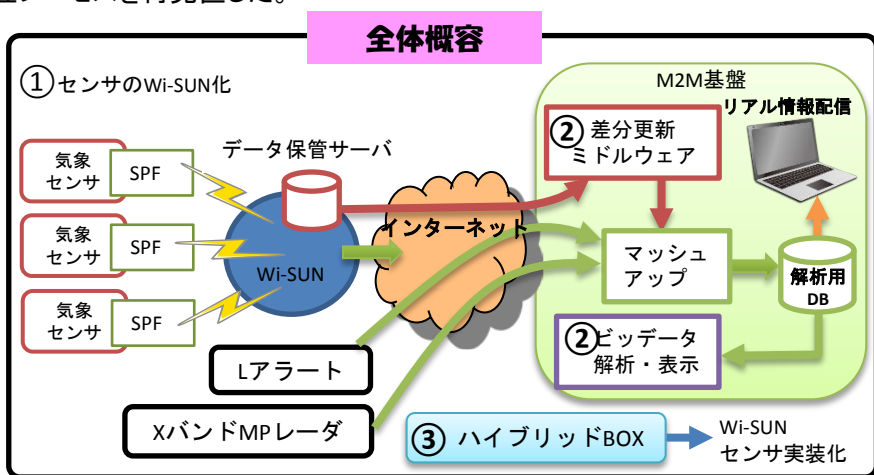 全体概容
①センサのWi-SUN化
M2M基盤
リアル情報配信
② 差分更新
ミドルウェア
データ保管サーバ
気象
センサ
SPF
気象
センサ
SPF
気象
センサ
SPF
Wi-SUN
インターネット
マッシュ
アップ
解析用
DB
②ビッデータ
解析・表示
Lアラート
XバンドMPレーダ
③ ハイブリッドBOX
Wi-SUN
センサ実装化